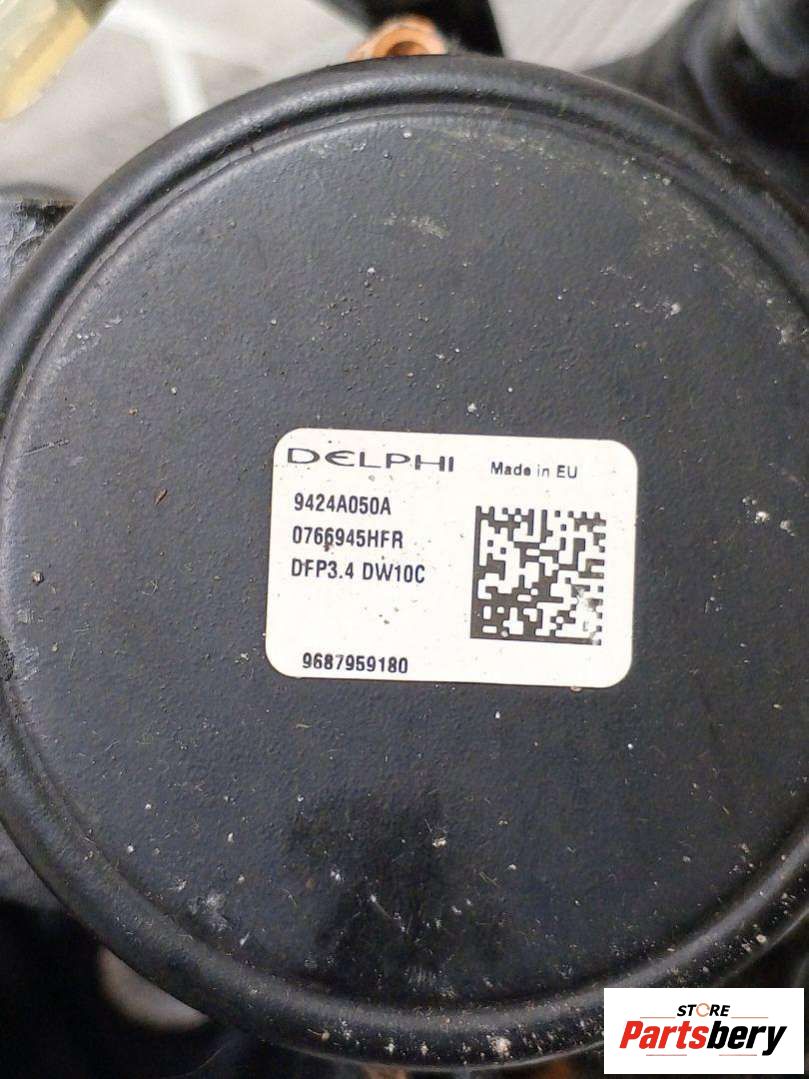 DELPHI Made in EU
9424A050A
0766945HFR
DFP3.4 DW10C
9687959180
STORE
Partsbery